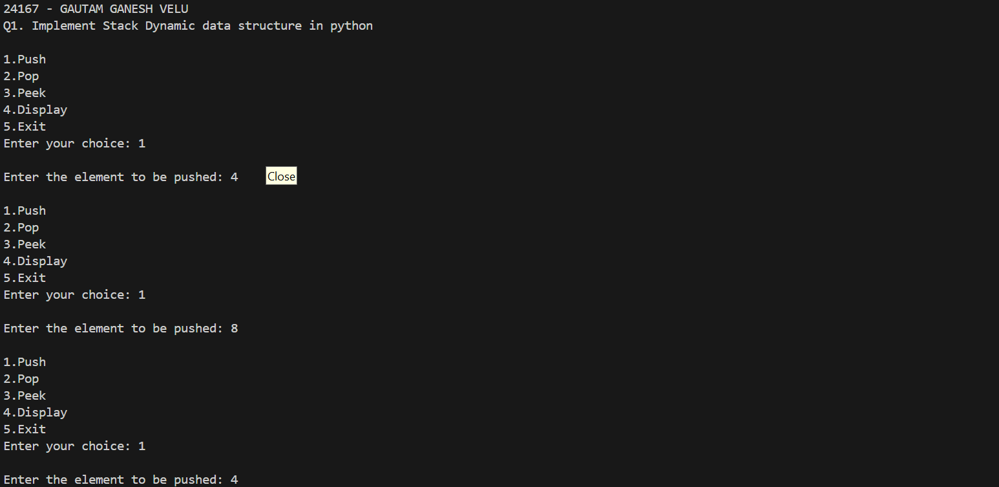 24167 - GAUTAM GANESH VELU
Q1. Implement Stack Dynamic data structure in python
1.Push
2.Pop
3.Peek
4.Display
5.Exit
Enter your choice: 1
Enter the element to be pushed: 4
Close
1.Push
2.Pop
3.Peek
4.Display
5.Exit
Enter your choice: 1
Enter the element to be pushed: 8
1.Push
2.Pop
3.Peek
4.Display
5.Exit
Enter your choice: 1
Enter the element to be pushed: 4